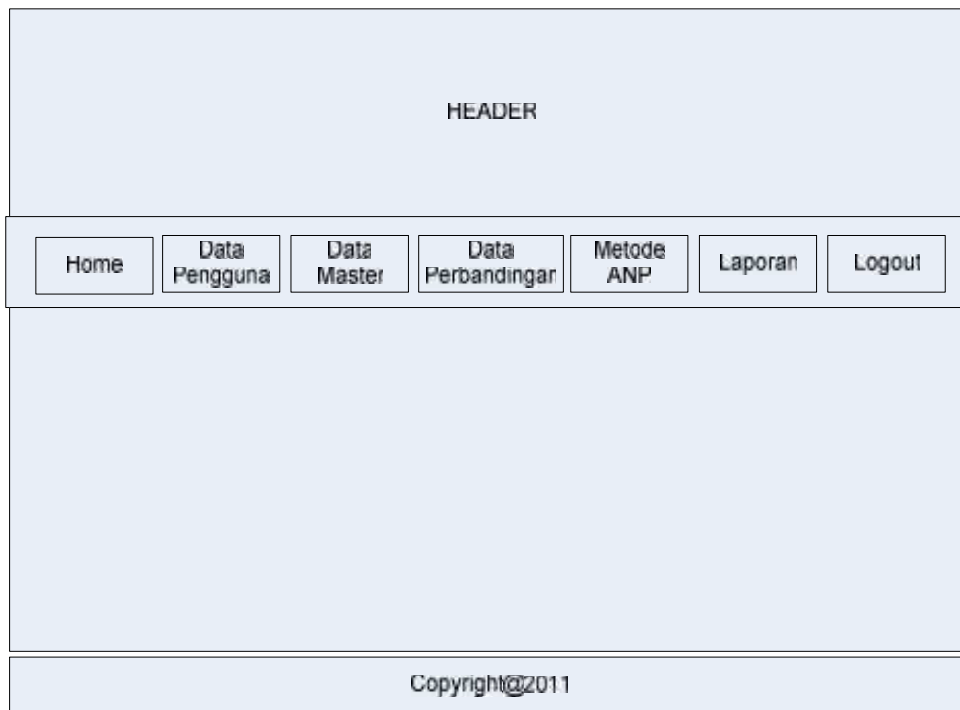 HEADER
Home
Data
Pengguna
Data
Master
Data
Perbandingan
Metode
ANP
Laporan
Logout
Copyright@2011